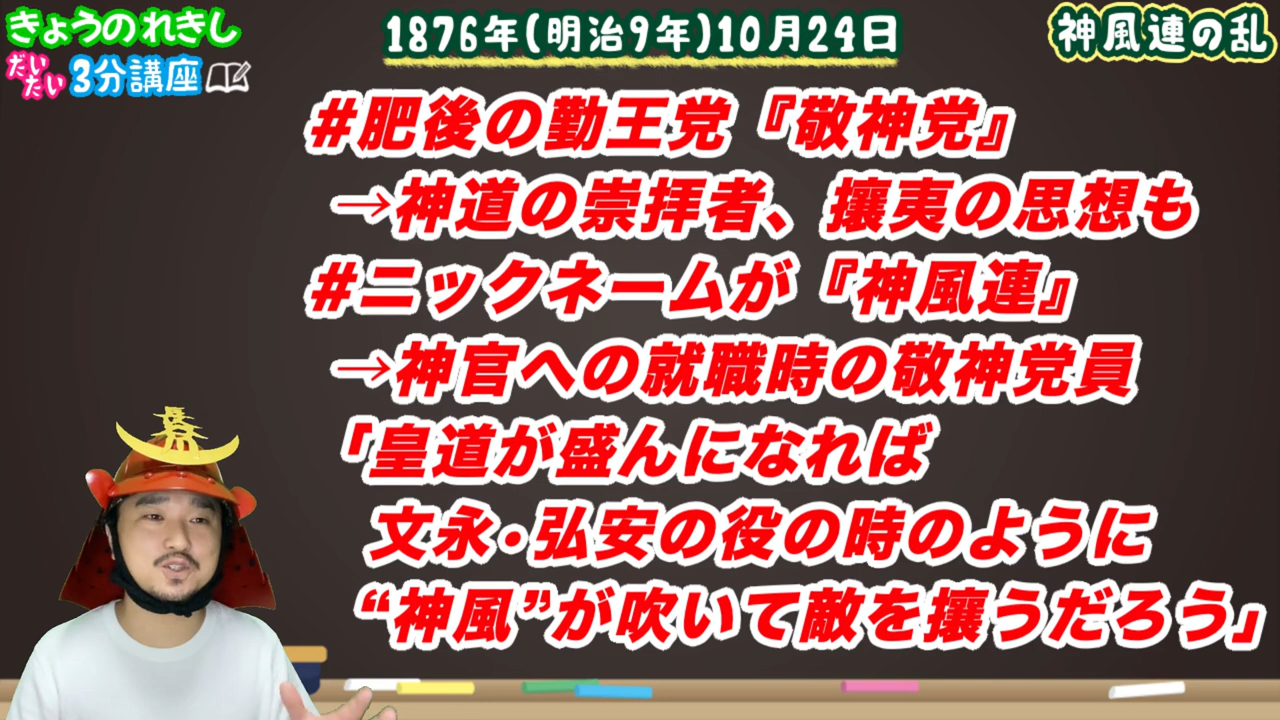 きょうのれきし
だいたい3分講座
1876年(明治9年)10月24日
神風連の乱
#肥後の勤王党『敬神党』
→神道の崇拝者、攘夷の思想も
#ニックネームが『神風連』
→神官への就職時の敬神党員
「皇道が盛んになれば
文永・弘安の役の時のように
“神風”が吹いて敵を攘うだろう」